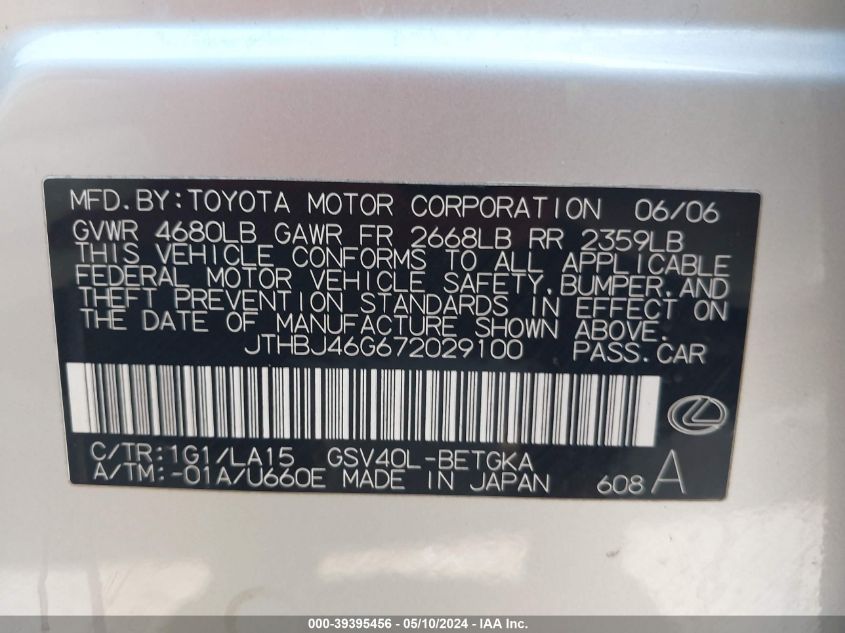 MFD.BY:TOYOTA MOTOR CORPORATION 06/06
GVWR 4680LB GAWR FR 2668LB RR 2359LB
THIS VEHICLE CONFORMS TO ALL APPLICABLE
FEDERAL MOTOR VEHICLE SAFETY,BUMPER,AND
THEFT PREVENTION STANDARDS IN EFFECT ON
THE DATE OF MANUFACTURE SHOWN ABOVE.
JTHBJ46G672029100 PASS.CAR
C/TR:1G1/LA15 GSV40L-BETGKA
A/TM:-01A/U660E MADE IN JAPAN 608 A
000-39395456 - 05/10/2024 - IAA Inc.